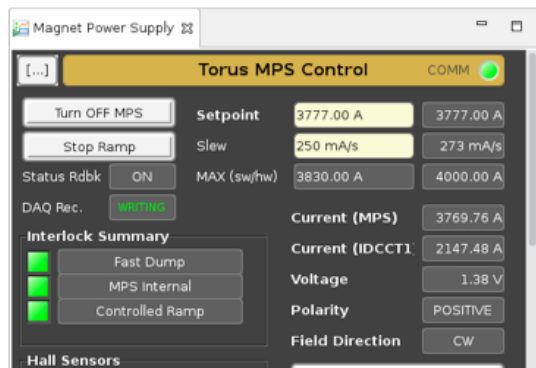 Magnet Power Supply
[...] Torus MPS Control COMM
Turn OFF MPS Setpoint 3777.00 A 3777.00 A
Stop Ramp Slew 250 mA/s 273 mA/s
Status Rdbk ON MAX (sw/hw) 3830.00 A 4000.00 A
DAQ Rec. WRITING
Current (MPS) 3769.76 A
Interlock Summary
Current (IDCCT1) 2147.48 A
Fast Dump
Voltage 1.38 V
MPS Internal
Polarity POSITIVE
Controlled Ramp
Field Direction CW
Hall Sensors